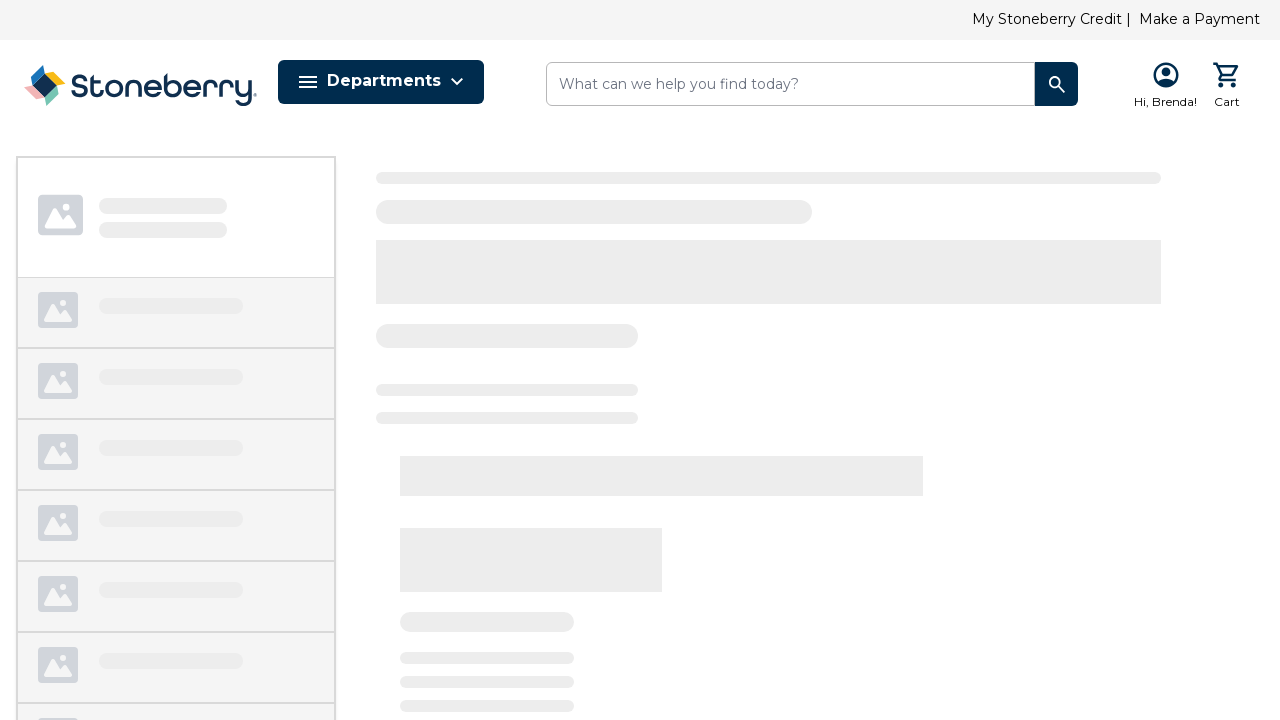 My Stoneberry Credit | Make a Payment
Stoneberry
Departments
What can we help you find today?
Hi, Brenda!
Cart